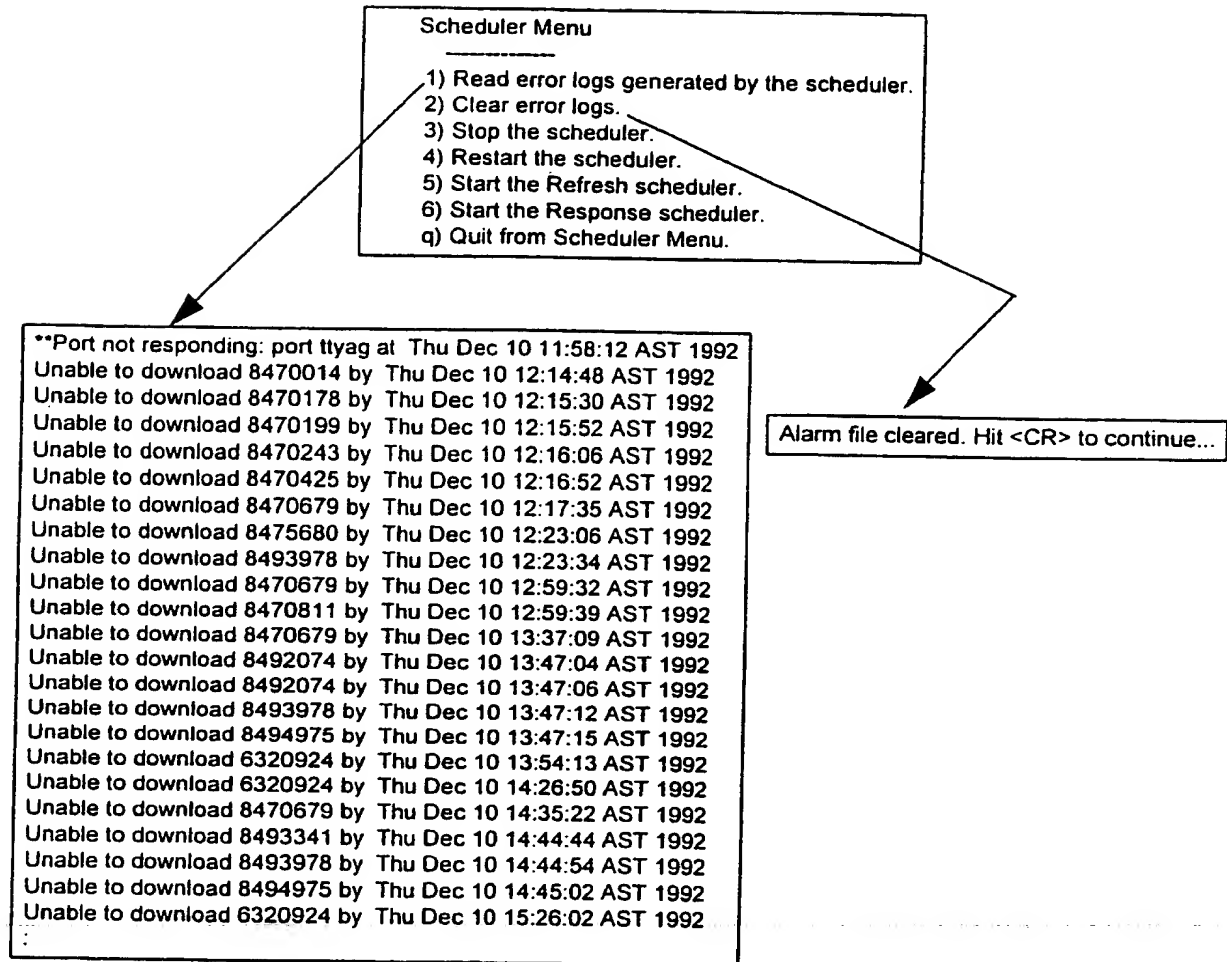 Scheduler Menu
------------
1) Read error logs generated by the scheduler.
2) Clear error logs.
3) Stop the scheduler.
4) Restart the scheduler.
5) Start the Refresh scheduler.
6) Start the Response scheduler.
q) Quit from Scheduler Menu.
**Port not responding: port ttyag at Thu Dec 10 11:58:12 AST 1992
Unable to download 8470014 by Thu Dec 10 12:14:48 AST 1992
Unable to download 8470178 by Thu Dec 10 12:15:30 AST 1992
Unable to download 8470199 by Thu Dec 10 12:15:52 AST 1992
Unable to download 8470243 by Thu Dec 10 12:16:06 AST 1992
Unable to download 8470425 by Thu Dec 10 12:16:52 AST 1992
Unable to download 8470679 by Thu Dec 10 12:17:35 AST 1992
Unable to download 8475680 by Thu Dec 10 12:23:06 AST 1992
Unable to download 8493978 by Thu Dec 10 12:23:34 AST 1992
Unable to download 8470679 by Thu Dec 10 12:59:32 AST 1992
Unable to download 8470811 by Thu Dec 10 12:59:39 AST 1992
Unable to download 8470679 by Thu Dec 10 13:37:09 AST 1992
Unable to download 8492074 by Thu Dec 10 13:47:04 AST 1992
Unable to download 8492074 by Thu Dec 10 13:47:06 AST 1992
Unable to download 8493978 by Thu Dec 10 13:47:12 AST 1992
Unable to download 8494975 by Thu Dec 10 13:47:15 AST 1992
Unable to download 6320924 by Thu Dec 10 13:54:13 AST 1992
Unable to download 6320924 by Thu Dec 10 14:26:50 AST 1992
Unable to download 8470679 by Thu Dec 10 14:35:22 AST 1992
Unable to download 8493341 by Thu Dec 10 14:44:44 AST 1992
Unable to download 8493978 by Thu Dec 10 14:44:54 AST 1992
Unable to download 8494975 by Thu Dec 10 14:45:02 AST 1992
Unable to download 6320924 by Thu Dec 10 15:26:02 AST 1992
:
Alarm file cleared. Hit <CR> to continue...